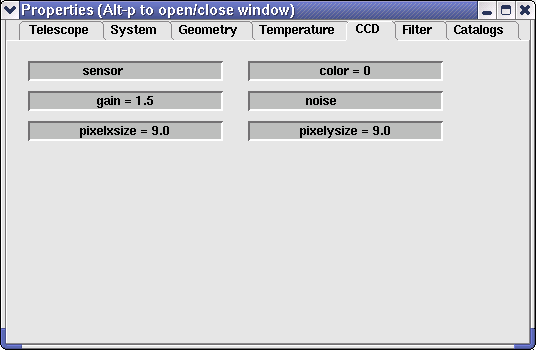 Properties (Alt-p to open/close window)
Telescope System Geometry Temperature CCD Filter Catalogs
sensor color = 0
gain = 1.5 noise
pixelxsize = 9.0 pixelysize = 9.0